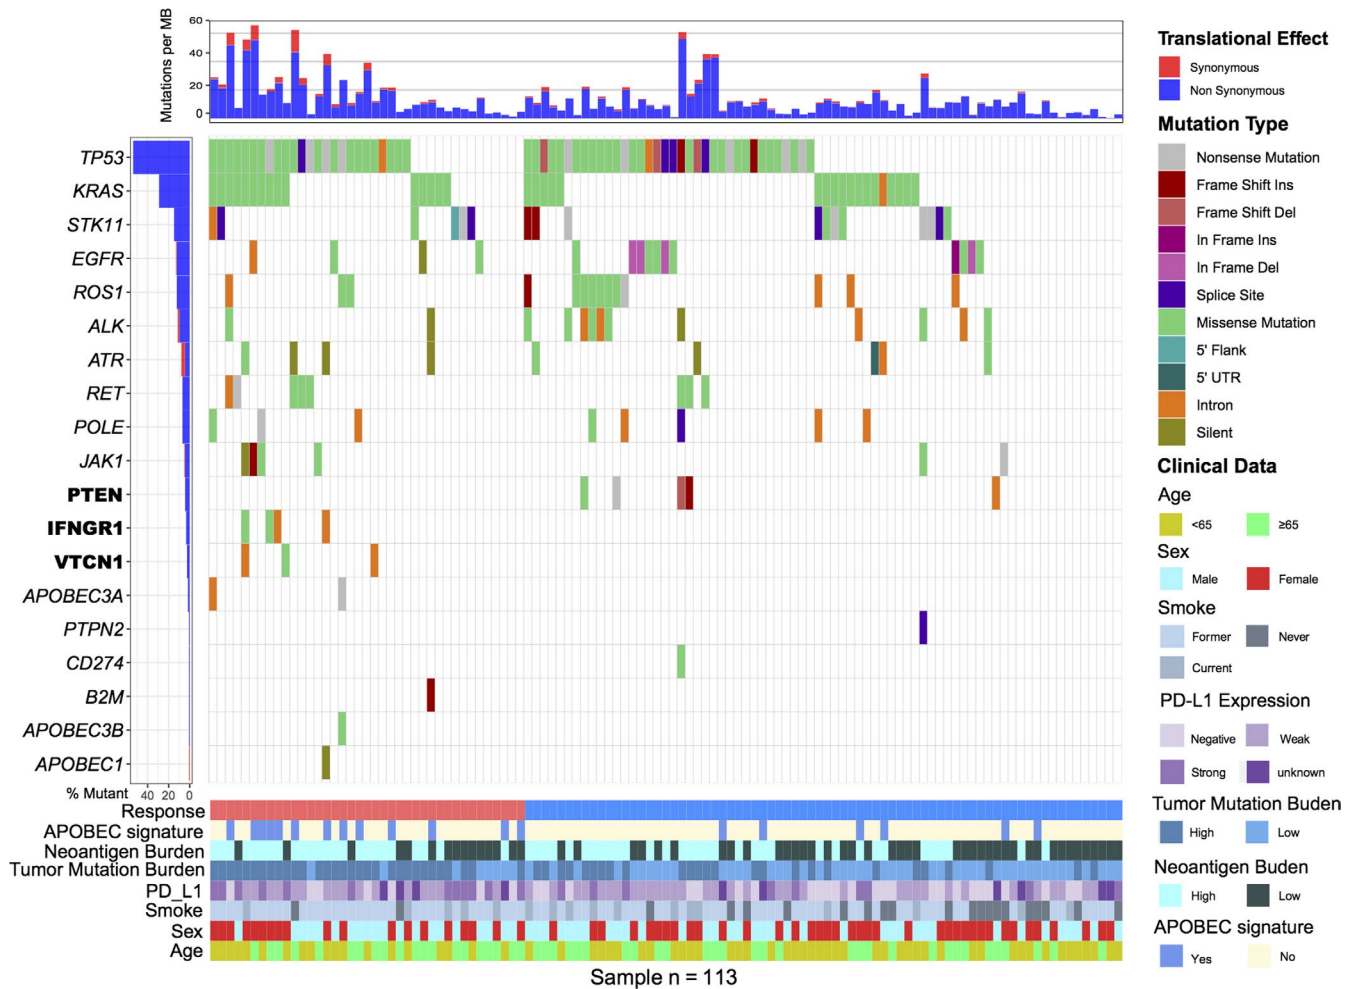 Mutations per MB
60
40
20
0
TP53
KRAS
STK11
EGFR
ROS1
ALK
ATR
RET
POLE
JAK1
PTEN
IFNGR1
VTCN1
APOBEC3A
PTPN2
CD274
B2M
APOBEC3B
APOBEC1
% Mutant 40 20 0
Response
APOBEC signature
Neoantigen Burden
Tumor Mutation Burden
PD_L1
Smoke
Sex
Age
Sample n = 113
Translational Effect
Synonymous
Non Synonymous
Mutation Type
Nonsense Mutation
Frame Shift Ins
Frame Shift Del
In Frame Ins
In Frame Del
Splice Site
Missense Mutation
5' Flank
5' UTR
Intron
Silent
Clinical Data
Age
<65 ≥65
Sex
Male Female
Smoke
Former Never
Current
PD-L1 Expression
Negative Weak
Strong unknown
Tumor Mutation Buden
High Low
Neoantigen Buden
High Low
APOBEC signature
Yes No